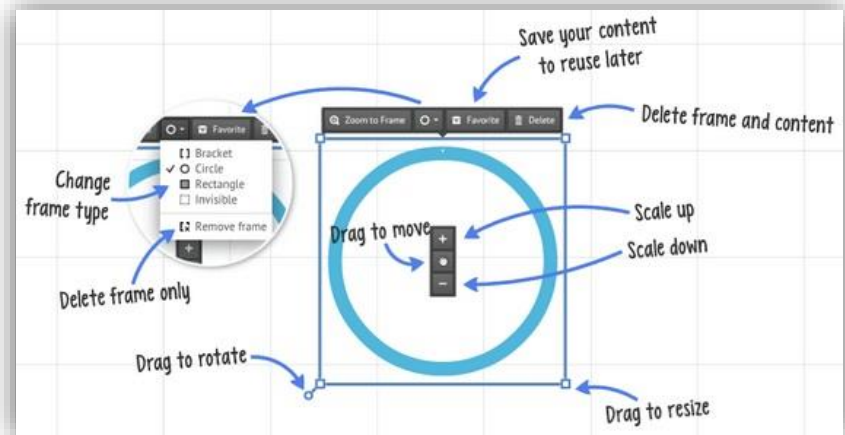 Save your content
to reuse later
Zoom to Frame Favorite Delete
Delete frame and content
Favorite
Bracket
Circle
Rectangle
Invisible
Remove frame
Change
frame type
Delete frame only
Drag to move
Scale up
Scale down
Drag to rotate
Drag to resize